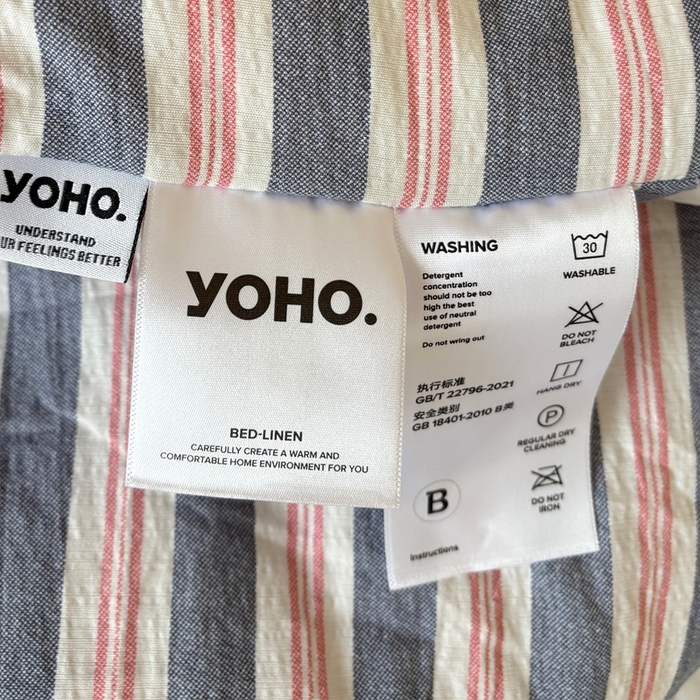 YOHO.
UNDERSTAND
UR FEELINGS BETTER
YOHO.
BED-LINEN
CAREFULLY CREATE A WARM AND
COMFORTABLE HOME ENVIRONMENT FOR YOU
WASHING
Detergent
concentration
should not be too
high the best
use of neutral
detergent
Do not wring out
执行标准
GB/T 22796-2021
安全类别
GB 18401-2010 B类
B
Instructions
30
WASHABLE
DO NOT
BLEACH
HANG DRY
P
REGULAR DRY
CLEANING
DO NOT
IRON